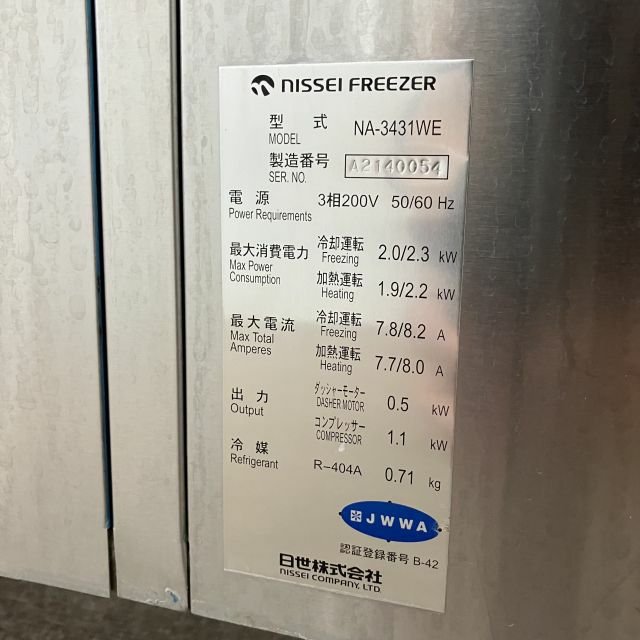 NISSEI FREEZER
型 式 NA-3431WE
MODEL
製造番号 A2140054
SER. NO.
電 源 3相200V 50/60 Hz
Power Requirements
最大消費電力 冷却運転 2.0/2.3 kW
Max Power Freezing
Consumption 加熱運転 1.9/2.2 kW
Heating
最大電流 冷却運転 7.8/8.2 A
Max Total Freezing
Amperes 加熱運転 7.7/8.0 A
Heating
出 力 ダッシャーモーター 0.5 kW
Output DASHER MOTOR
コンプレッサー 1.1 kW
COMPRESSOR
冷 媒 R-404A 0.71 kg
Refrigerant
JWWA
認証登録番号 B-42
日世株式会社
NISSEI COMPANY, LTD.